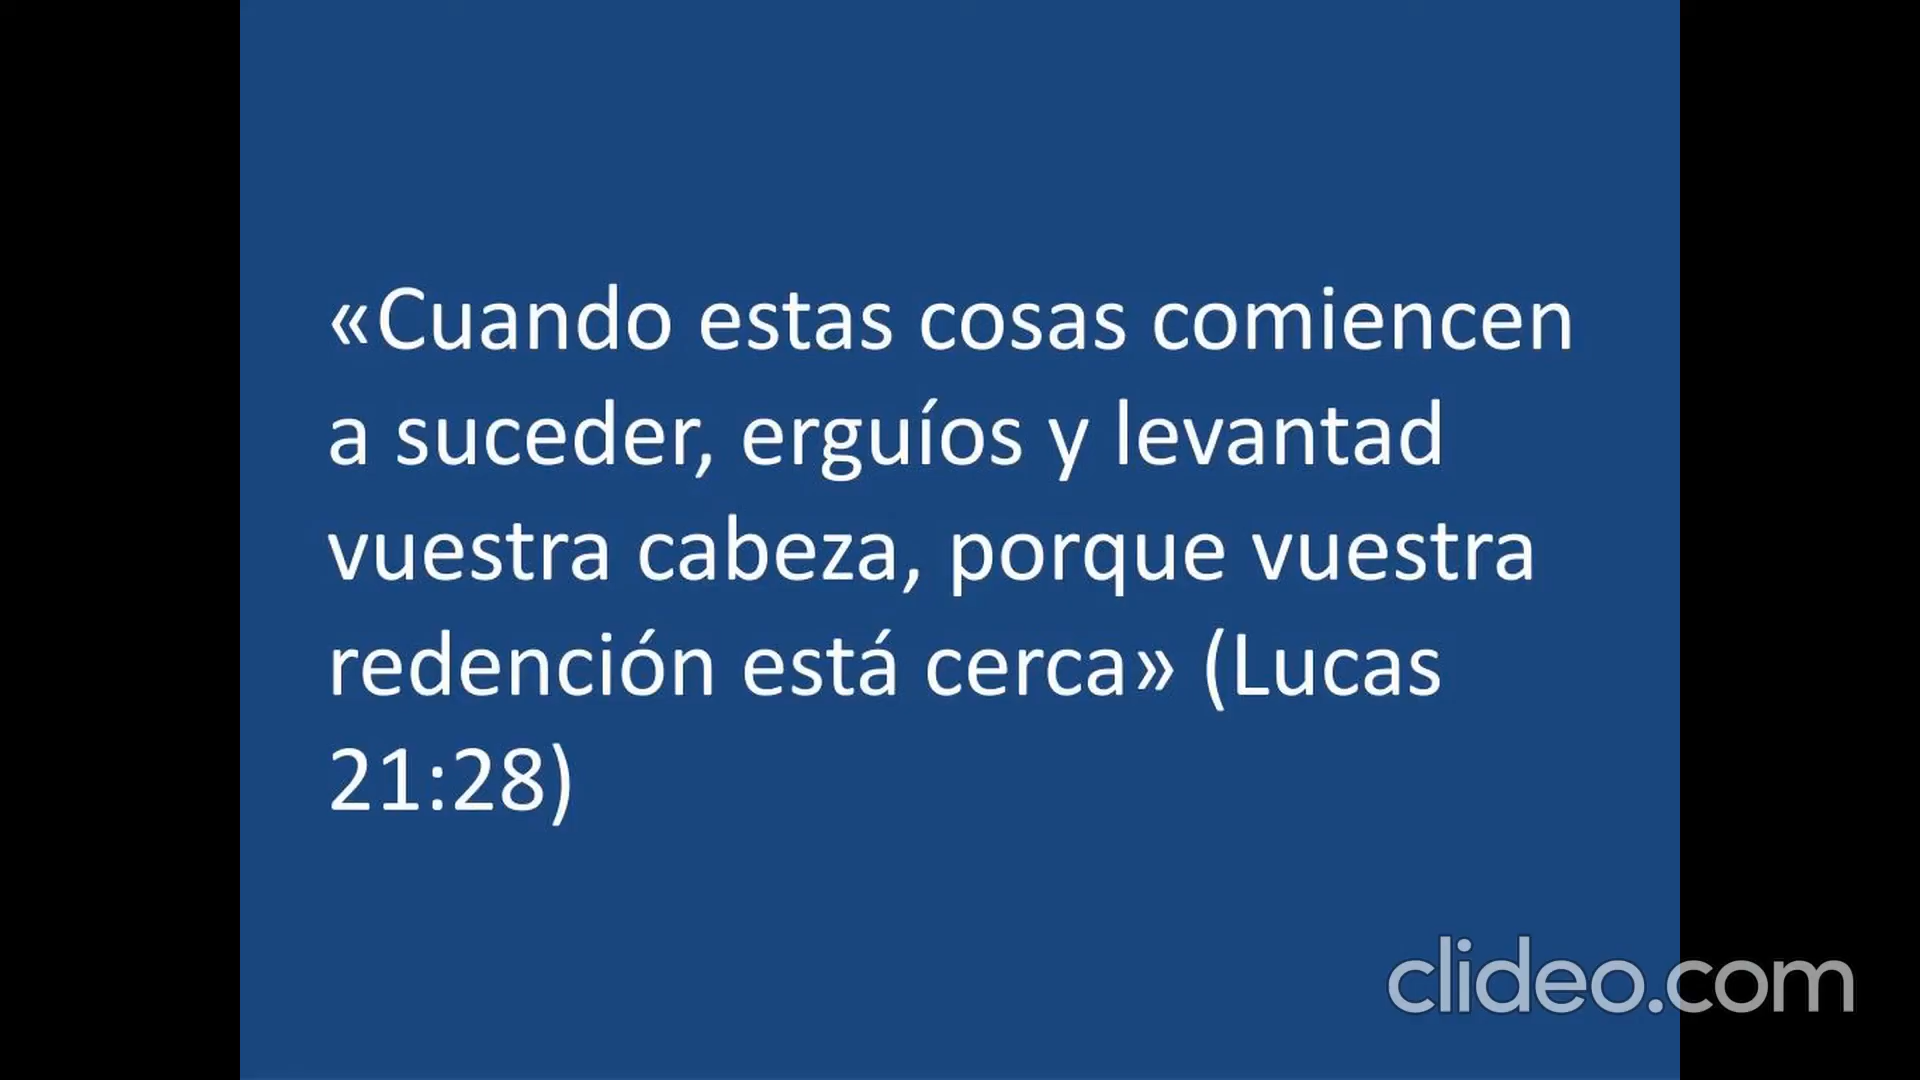 «Cuando estas cosas comiencen
a suceder, erguíos y levantad
vuestra cabeza, porque vuestra
redención está cerca» (Lucas
21:28)
clideo.com